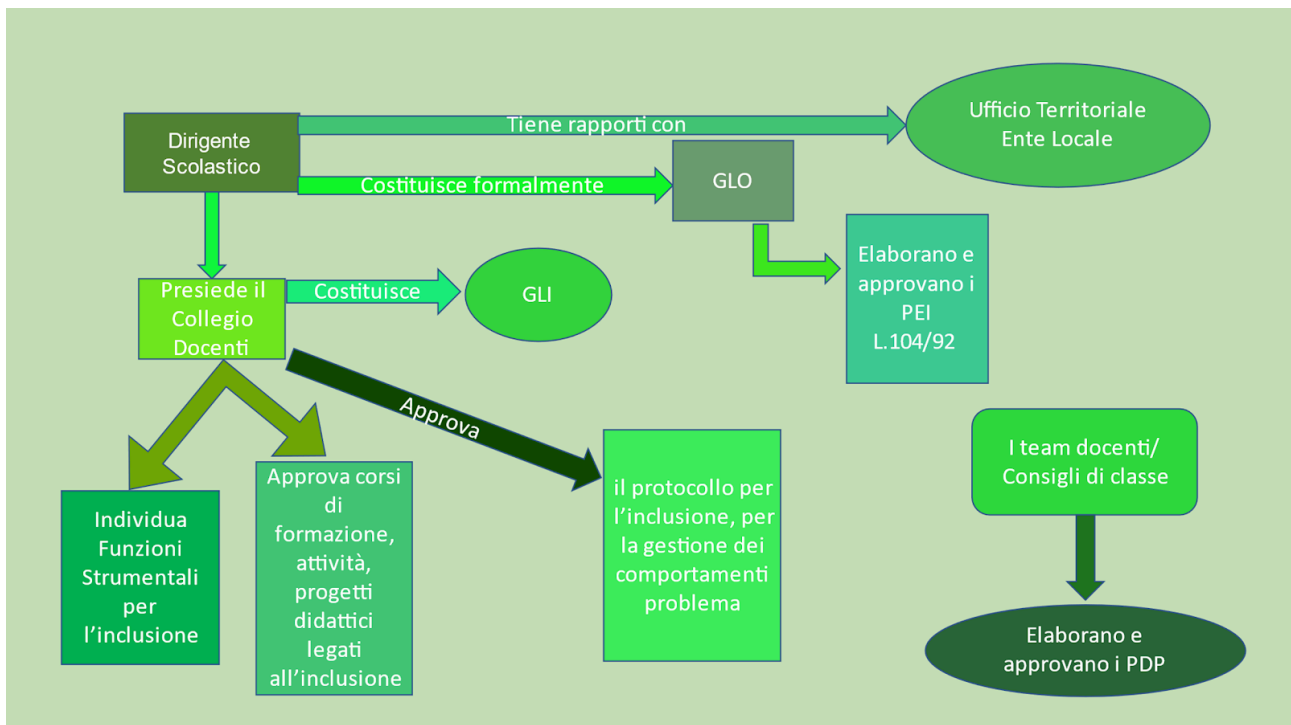 Dirigente
Scolastico
Tiene rapporti con
Ufficio Territoriale
Ente Locale
Costituisce formalmente
GLO
Elaborano e
approvano i
PEI
L.104/92
Presiede il
Collegio
Docenti
Costituisce
GLI
Approva
Individua
Funzioni
Strumentali
per
l’inclusione
Approva corsi
di
formazione,
attività,
progetti
didattici
legati
all’inclusione
il protocollo per
l’inclusione, per
la gestione dei
comportamenti
problema
I team docenti/
Consigli di classe
Elaborano e
approvano i PDP